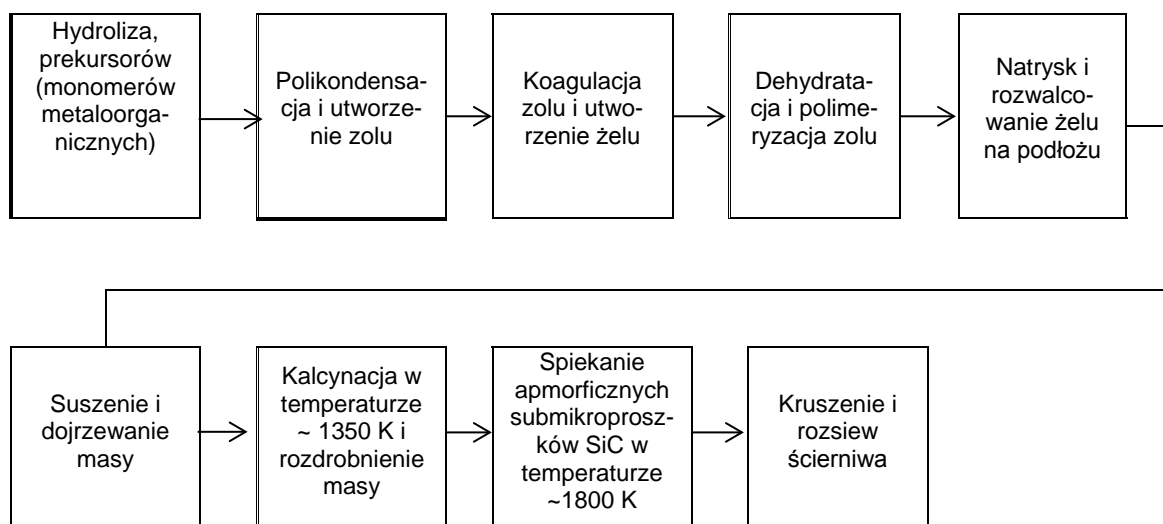 Hydroliza,
prekursorów
(monomerów
metaloorga-
nicznych)
Polikondensa-
cja i utworze-
nie zolu
Koagulacja
zolu i utwo-
rzenie żelu
Dehydrata-
cja i polime-
ryzacja zolu
Natrysk i
rozwalco-
wanie żelu
na podłożu
Suszenie i
dojrzewanie
masy
Kalcynacja w
temperaturze
~ 1350 K i
rozdrobnienie
masy
Spiekanie
apmorficznych
submikroprosz-
ków SiC w
temperaturze
~1800 K
Kruszenie i
rozsiew
ścierniwa